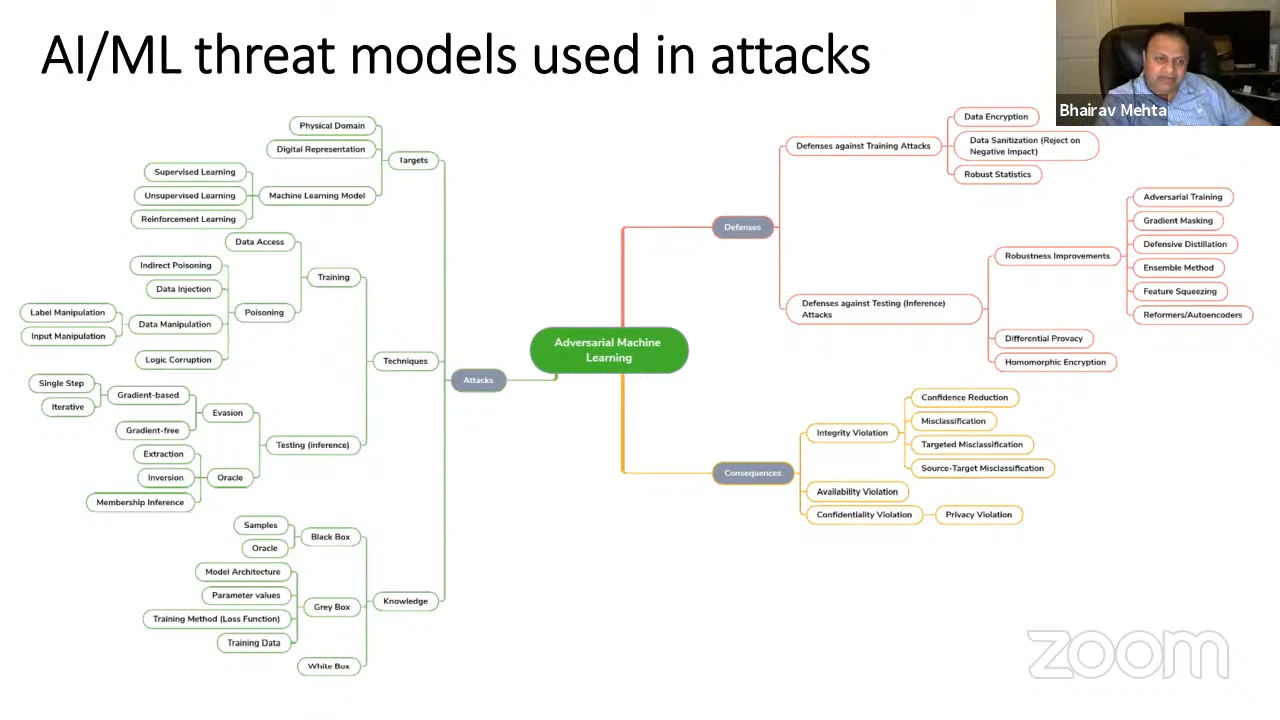 AI/ML threat models used in attacks
Bhairav Mehta
Physical Domain
Digital Representation
Targets
Supervised Learning
Unsupervised Learning
Machine Learning Model
Reinforcement Learning
Data Access
Indirect Poisoning
Training
Data Injection
Label Manipulation
Poisoning
Data Manipulation
Input Manipulation
Logic Corruption
Techniques
Single Step
Gradient-based
Iterative
Evasion
Gradient-free
Testing (inference)
Extraction
Inversion
Oracle
Membership Inference
Samples
Black Box
Oracle
Model Architecture
Parameter values
Knowledge
Grey Box
Training Method (Loss Function)
Training Data
White Box
Attacks
Adversarial Machine
Learning
Defenses
Defenses against Training Attacks
Data Encryption
Data Sanitization (Reject on
Negative Impact)
Robust Statistics
Defenses against Testing (Inference)
Attacks
Robustness Improvements
Adversarial Training
Gradient Masking
Defensive Distillation
Ensemble Method
Feature Squeezing
Reformers/Autoencoders
Differential Provacy
Homomorphic Encryption
Consequences
Integrity Violation
Confidence Reduction
Misclassification
Targeted Misclassification
Source-Target Misclassification
Availability Violation
Confidentiality Violation
Privacy Violation
zoom